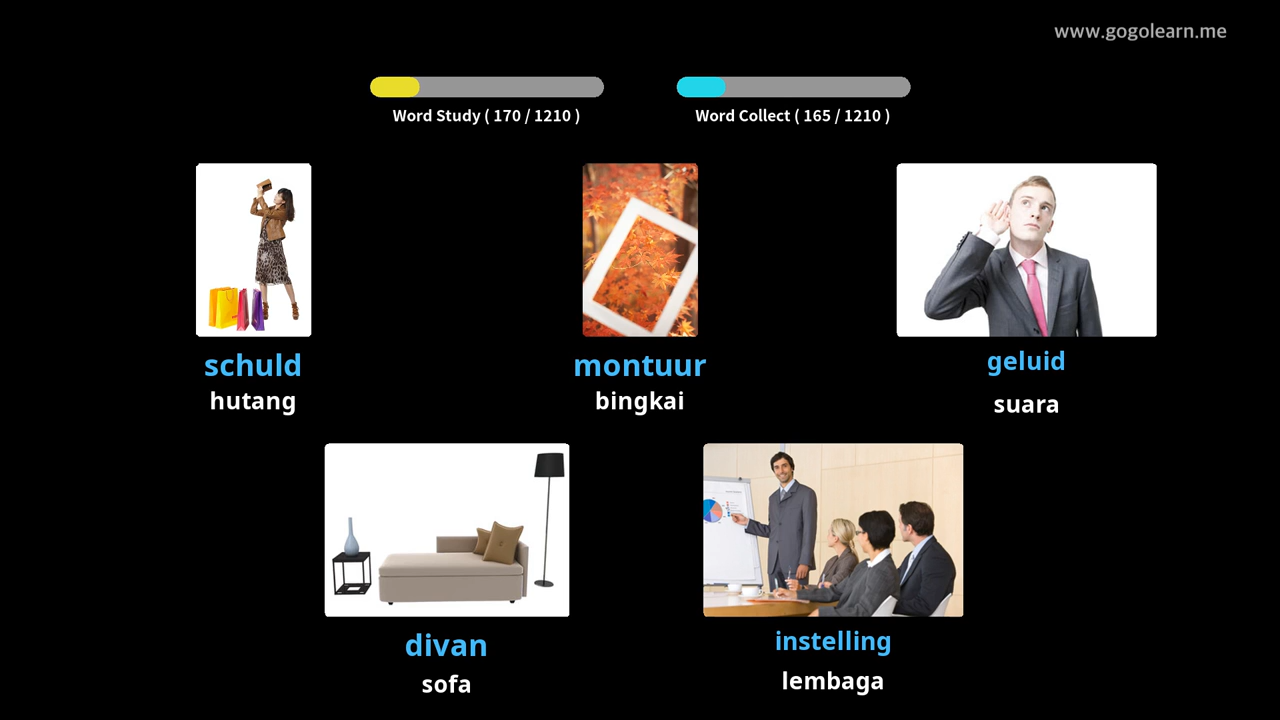 www.gogolearn.me
Word Study ( 170 / 1210 )
Word Collect ( 165 / 1210 )
schuld
hutang
montuur
bingkai
geluid
suara
divan
sofa
instelling
lembaga